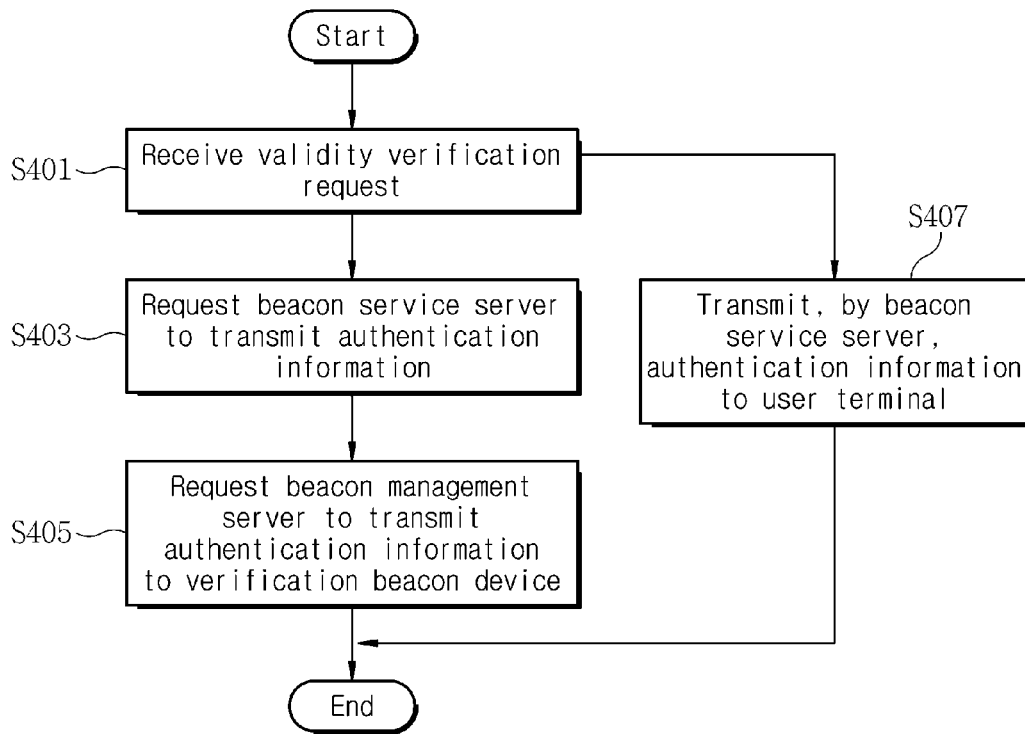 Start
S401
Receive validity verification
request
S407
S403
Request beacon service server
to transmit authentication
information
Transmit, by beacon
service server,
authentication information
to user terminal
S405
Request beacon management
server to transmit
authentication information
to verification beacon device
End